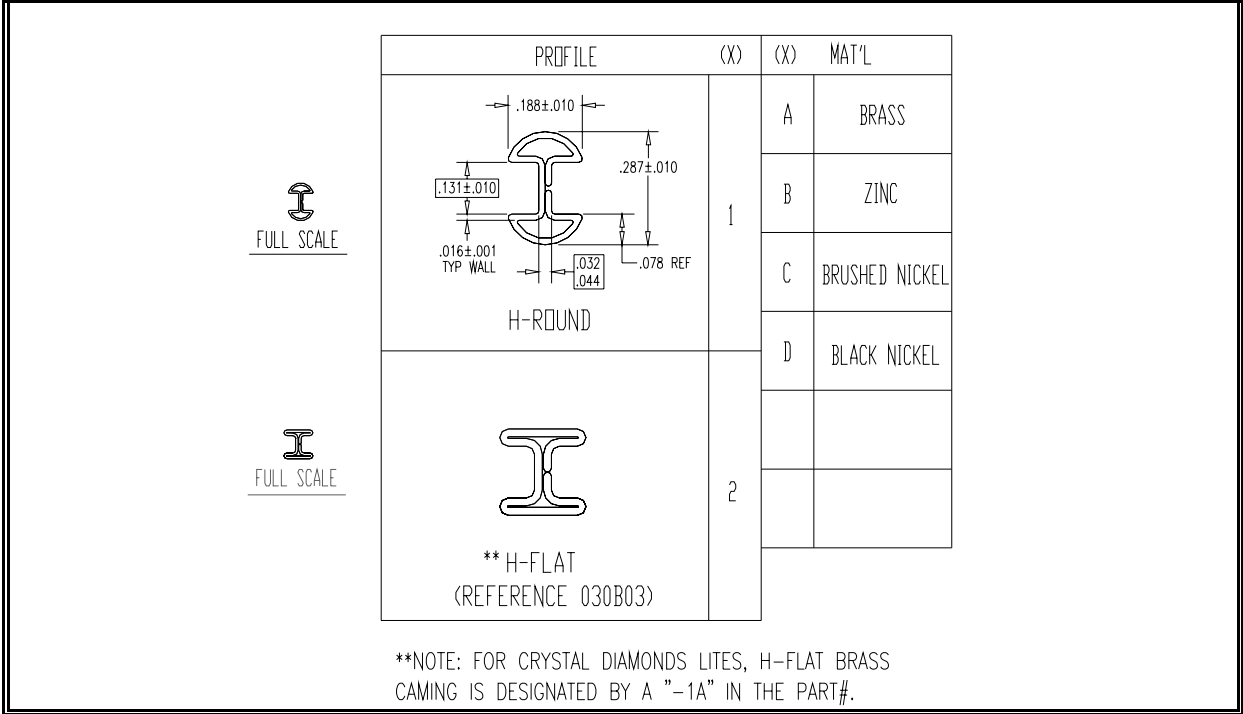 PROFILE (X) (X) MAT'L
.188±.010
.287±.010
.131±.010
.016±.001
TYP WALL
.032
.044
.078 REF
H-ROUND
1
A BRASS
B ZINC
C BRUSHED NICKEL
D BLACK NICKEL
FULL SCALE
FULL SCALE
2
** H-FLAT
(REFERENCE 030B03)
**NOTE: FOR CRYSTAL DIAMONDS LITES, H-FLAT BRASS
CAMING IS DESIGNATED BY A "-1A" IN THE PART#.